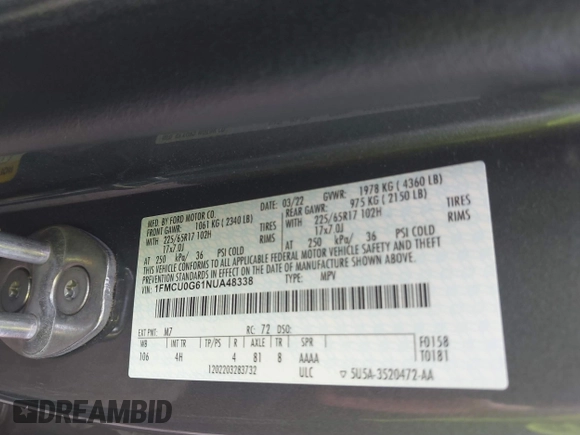 MFD. BY FORD MOTOR CO.
DATE: 03/22 GVWR: 1978 KG ( 4360 LB)
FRONT GAWR: 1061 KG ( 2340 LB) REAR GAWR: 975 KG ( 2150 LB)
WITH 225/65R17 102H TIRES WITH 225/65R17 102H TIRES
17x7.0J RIMS 17x7.0J RIMS
AT 250 kPa/ 36 PSI COLD AT 250 kPa/ 36 PSI COLD
THIS VEHICLE CONFORMS TO ALL APPLICABLE FEDERAL MOTOR VEHICLE SAFETY AND THEFT
PREVENTION STANDARDS IN EFFECT ON THE DATE OF MANUFACTURE SHOWN ABOVE.
1FMCU0G61NUA48338 TYPE: MPV
EXT PNT: M7 RC: 72 DSO:
WB INT TR TP/PS R AXLE TR SPR F0158
106 4H 4 81 8 AAAA T0181
1202203283732 ULC ▽ 5U5A-3520472-AA
DREAMBID